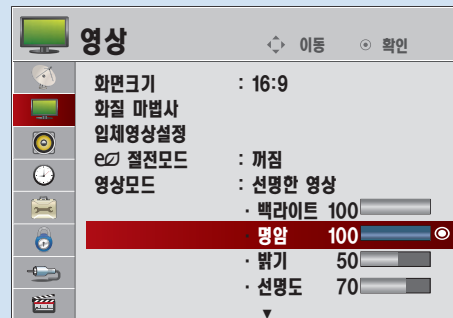 영상 이동 확인
화면크기 : 16:9
화질 마법사
입체영상설정
eco 절전모드 : 꺼짐
영상모드 : 선명한 영상
· 백라이트 100
· 명암 100
· 밝기 50
· 선명도 70